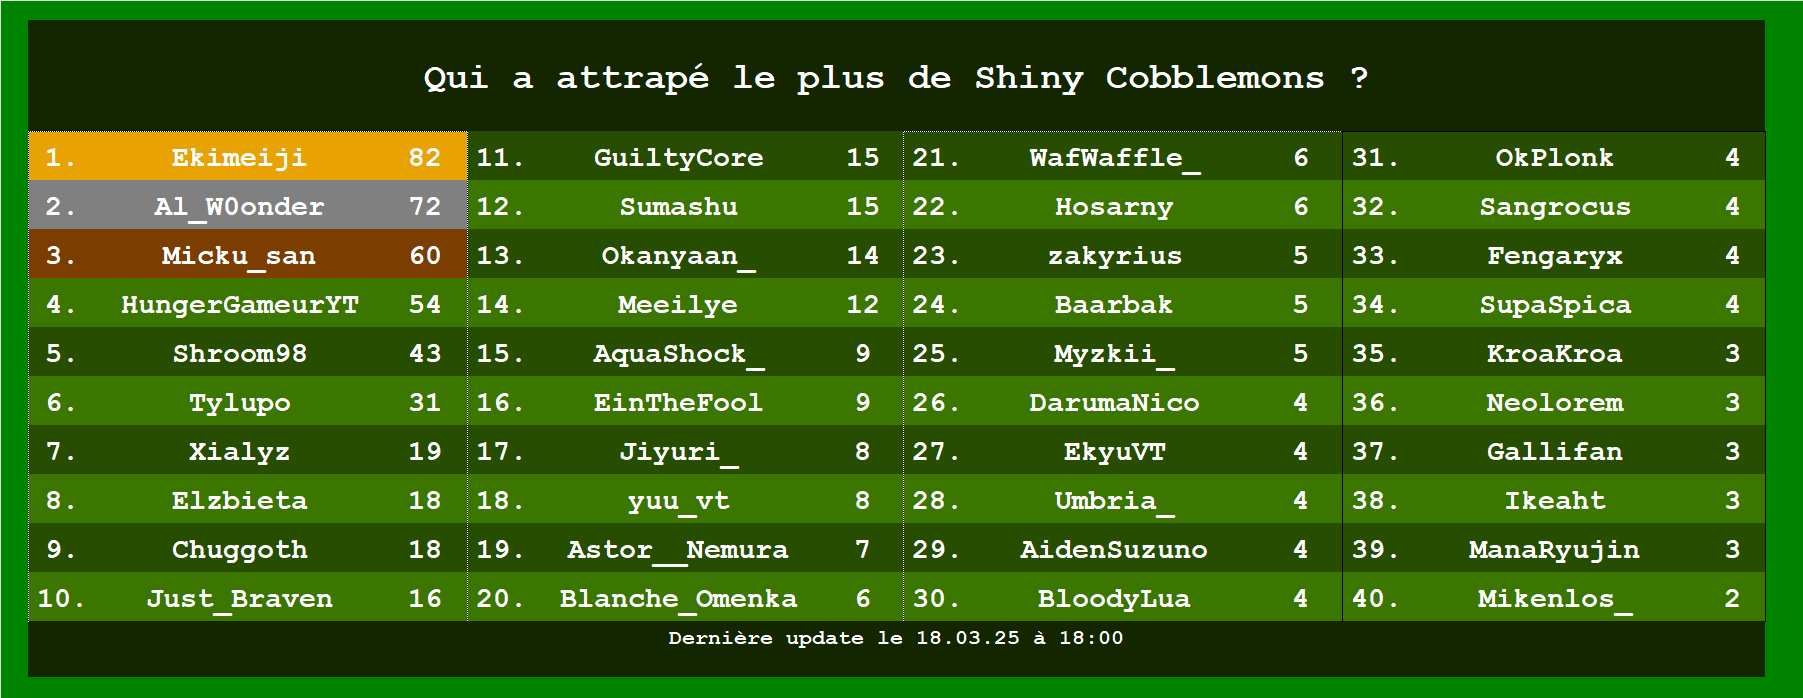 Qui a attrapé le plus de Shiny Cobblemons ?
1. Ekimeiji 82
2. Al_W0onder 72
3. Micku_san 60
4. HungerGameurYT 54
5. Shroom98 43
6. Tylupo 31
7. Xialyz 19
8. Elzbieta 18
9. Chuggoth 18
10. Just_Braven 16
11. GuiltyCore 15
12. Sumashu 15
13. Okanyaan_ 14
14. Meeilye 12
15. AquaShock_ 9
16. EinTheFool 9
17. Jiyuri_ 8
18. yuu_vt 8
19. Astor__Nemura 7
20. Blanche_Omenka 6
21. WafWaffle_ 6
22. Hosarny 6
23. zakyrius 5
24. Baarbak 5
25. Myzkii_ 5
26. DarumaNico 4
27. EkyuVT 4
28. Umbria_ 4
29. AidenSuzuno 4
30. BloodyLua 4
31. OkPlonk 4
32. Sangrocus 4
33. Fengaryx 4
34. SupaSpica 4
35. KroaKroa 3
36. Neolorem 3
37. Gallifan 3
38. Ikeaht 3
39. ManaRyujin 3
40. Mikenlos_ 2
Dernière update le 18.03.25 à 18:00